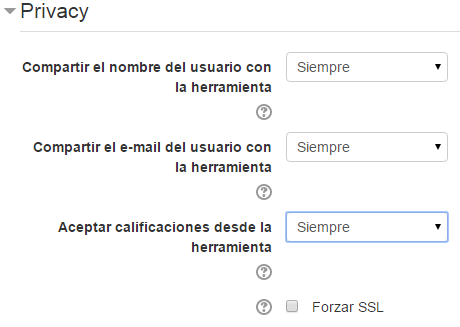 Privacy
Compartir el nombre del usuario con
la herramienta
Siempre
Compartir el e-mail del usuario con
la herramienta
Siempre
Aceptar calificaciones desde la
herramienta
Siempre
Forzar SSL